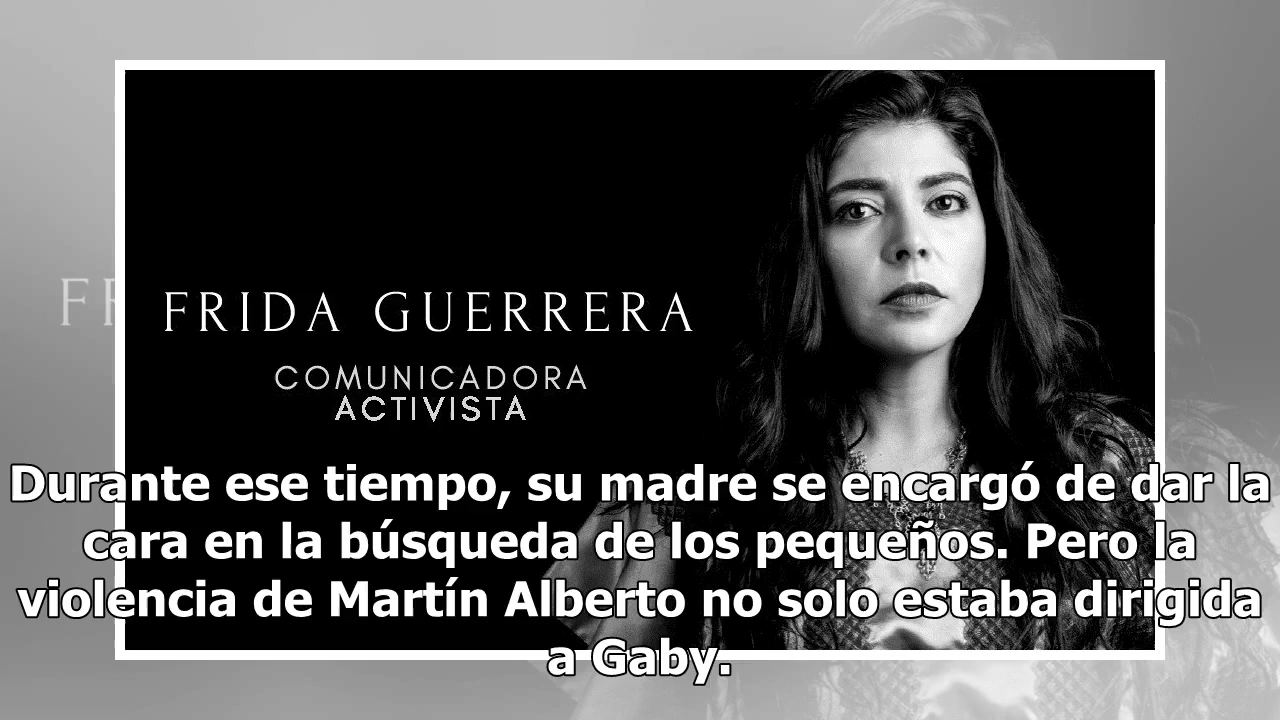 FR
FRIDA GUERRERA
COMUNICADORA
ACTIVISTA
Durante ese tiempo, su madre se encargó de dar la
cara en la búsqueda de los pequeños. Pero la
violencia de Martín Alberto no solo estaba dirigida
a Gaby.